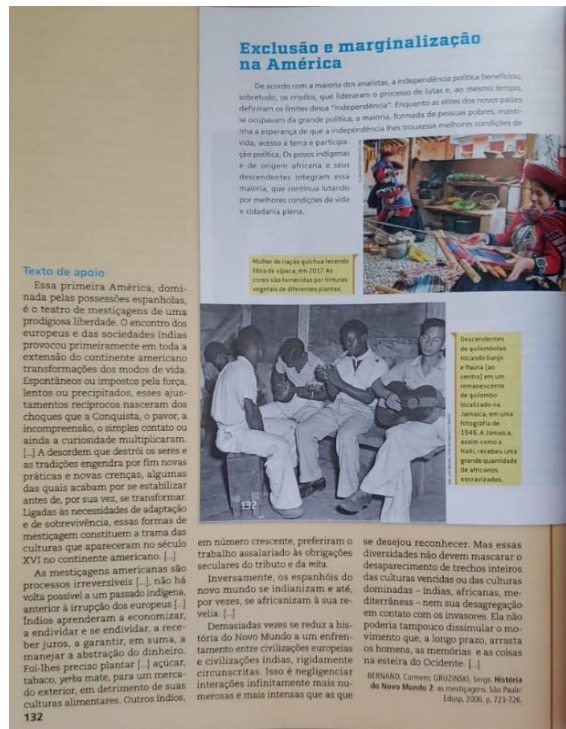 Exclusão e marginalização
na América
De acordo com a maioria dos analistas, a independência política beneficiou,
sobretudo, os criollos, que lideraram o processo de lutas e, ao mesmo tempo,
definiram os limites dessa "independência". Enquanto as elites dos novos países
se ocupavam da grande política, a maioria, formada de pessoas pobres, manti-
nha a esperança de que a independência lhes trouxesse melhores condições de
vida, acesso à terra e participa-
ção política. Os povos indígenas
e de origem africana e seus
descendentes integram essa
maioria, que continua lutando
por melhores condições de vida
e cidadania plena.
Mulher de nação quíchua tecendo
fibra de alpaca, em 2017. As
cores são fornecidas por tinturas
vegetais de diferentes plantas.
Descendentes
de quilombolas
tocando banjo
e flauta (ao
centro) em um
remanescente
de quilombo
localizado na
Jamaica, em uma
fotografia de
1946. A Jamaica,
assim como o
Haiti, recebeu uma
grande quantidade
de africanos
escravizados.
132
Texto de apoio
Essa primeira América, domi-
nada pelas possessões espanholas,
é o teatro de mestiçagens de uma
prodigiosa liberdade. O encontro dos
europeus e das sociedades índias
provocou primeiramente em toda a
extensão do continente americano
transformações dos modos de vida.
Espontâneos ou impostos pela força,
lentos ou precipitados, esses ajus-
tamentos recíprocos nasceram dos
choques que a Conquista, o pavor, a
incompreensão, o simples contato ou
ainda a curiosidade multiplicaram.
[...] A desordem que destrói os seres e
as tradições engendra por fim novas
práticas e novas crenças, algumas
das quais acabam por se estabilizar
antes de, por sua vez, se transformar.
Ligadas às necessidades de adaptação
e de sobrevivência, essas formas de
mestiçagem constituem a trama das
culturas que apareceram no século
XVI no continente americano. [...]
As mestiçagens americanas são
processos irreversíveis [...], não há
volta possível a um passado indígena,
anterior à irrupção dos europeus [...]
Índios aprenderam a economizar,
a endividar e se endividar, a rece-
ber juros, a garantir, em suma, a
manejar a abstração do dinheiro.
Foi-lhes preciso plantar [...] açúcar,
tabaco, yerba mate, para um merca-
do exterior, em detrimento de suas
culturas alimentares. Outros índios,
em número crescente, preferiram o
trabalho assalariado às obrigações
seculares do tributo e da mita.
Inversamente, os espanhóis do
novo mundo se indianizam e até,
por vezes, se africanizam à sua re-
velia. [...]
Demasiadas vezes se reduz a his-
tória do Novo Mundo a um enfren-
tamento entre civilizações europeias
e civilizações índias, rigidamente
circunscritas. Isso é negligenciar
interações infinitamente mais nu-
merosas e mais intensas que as que
se desejou reconhecer. Mas essas
diversidades não devem mascarar o
desaparecimento de trechos inteiros
das culturas vencidas ou das culturas
dominadas – índias, africanas, me-
diterrâneas – nem sua desagregação
em contato com os invasores. Ela não
poderia tampouco dissimular o mo-
vimento que, a longo prazo, arrasta
os homens, as memórias e as coisas
na esteira do Ocidente. [...]
BERNAND, Carmem; GRUZINSKI, Serge. História
do Novo Mundo 2: as mestiçagens. São Paulo:
Edusp, 2006. p. 723-726.
132